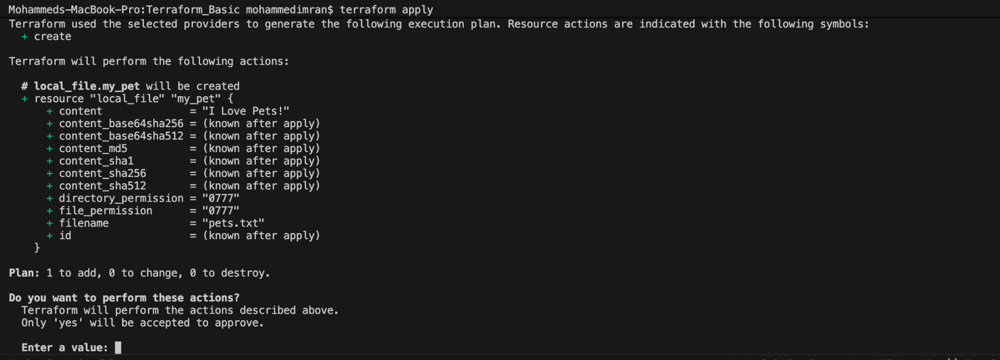 Mohammeds-MacBook-Pro:Terraform_Basic mohammedimran$ terraform apply
Terraform used the selected providers to generate the following execution plan. Resource actions are indicated with the following symbols:
  + create

Terraform will perform the following actions:

  # local_file.my_pet will be created
  + resource "local_file" "my_pet" {
      + content              = "I Love Pets!"
      + content_base64sha256 = (known after apply)
      + content_base64sha512 = (known after apply)
      + content_md5          = (known after apply)
      + content_sha1         = (known after apply)
      + content_sha256       = (known after apply)
      + content_sha512       = (known after apply)
      + directory_permission = "0777"
      + file_permission      = "0777"
      + filename             = "pets.txt"
      + id                   = (known after apply)
    }

Plan: 1 to add, 0 to change, 0 to destroy.

Do you want to perform these actions?
  Terraform will perform the actions described above.
  Only 'yes' will be accepted to approve.

  Enter a value: